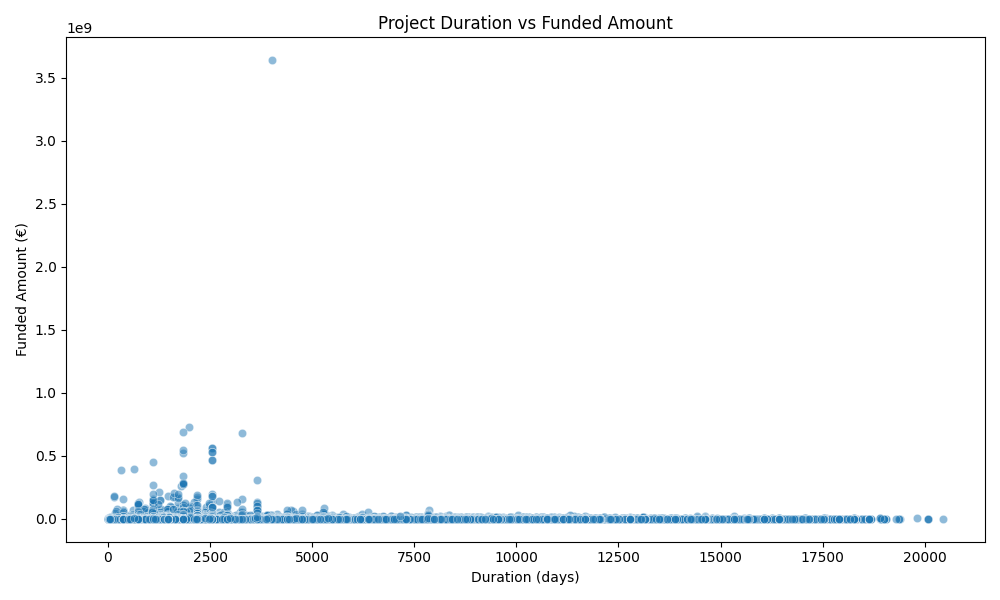 Project Duration vs Funded Amount
1e9
3.5
3.0
2.5
2.0
1.5
1.0
0.5
0.0
Funded Amount (€)
0 2500 5000 7500 10000 12500 15000 17500 20000
Duration (days)